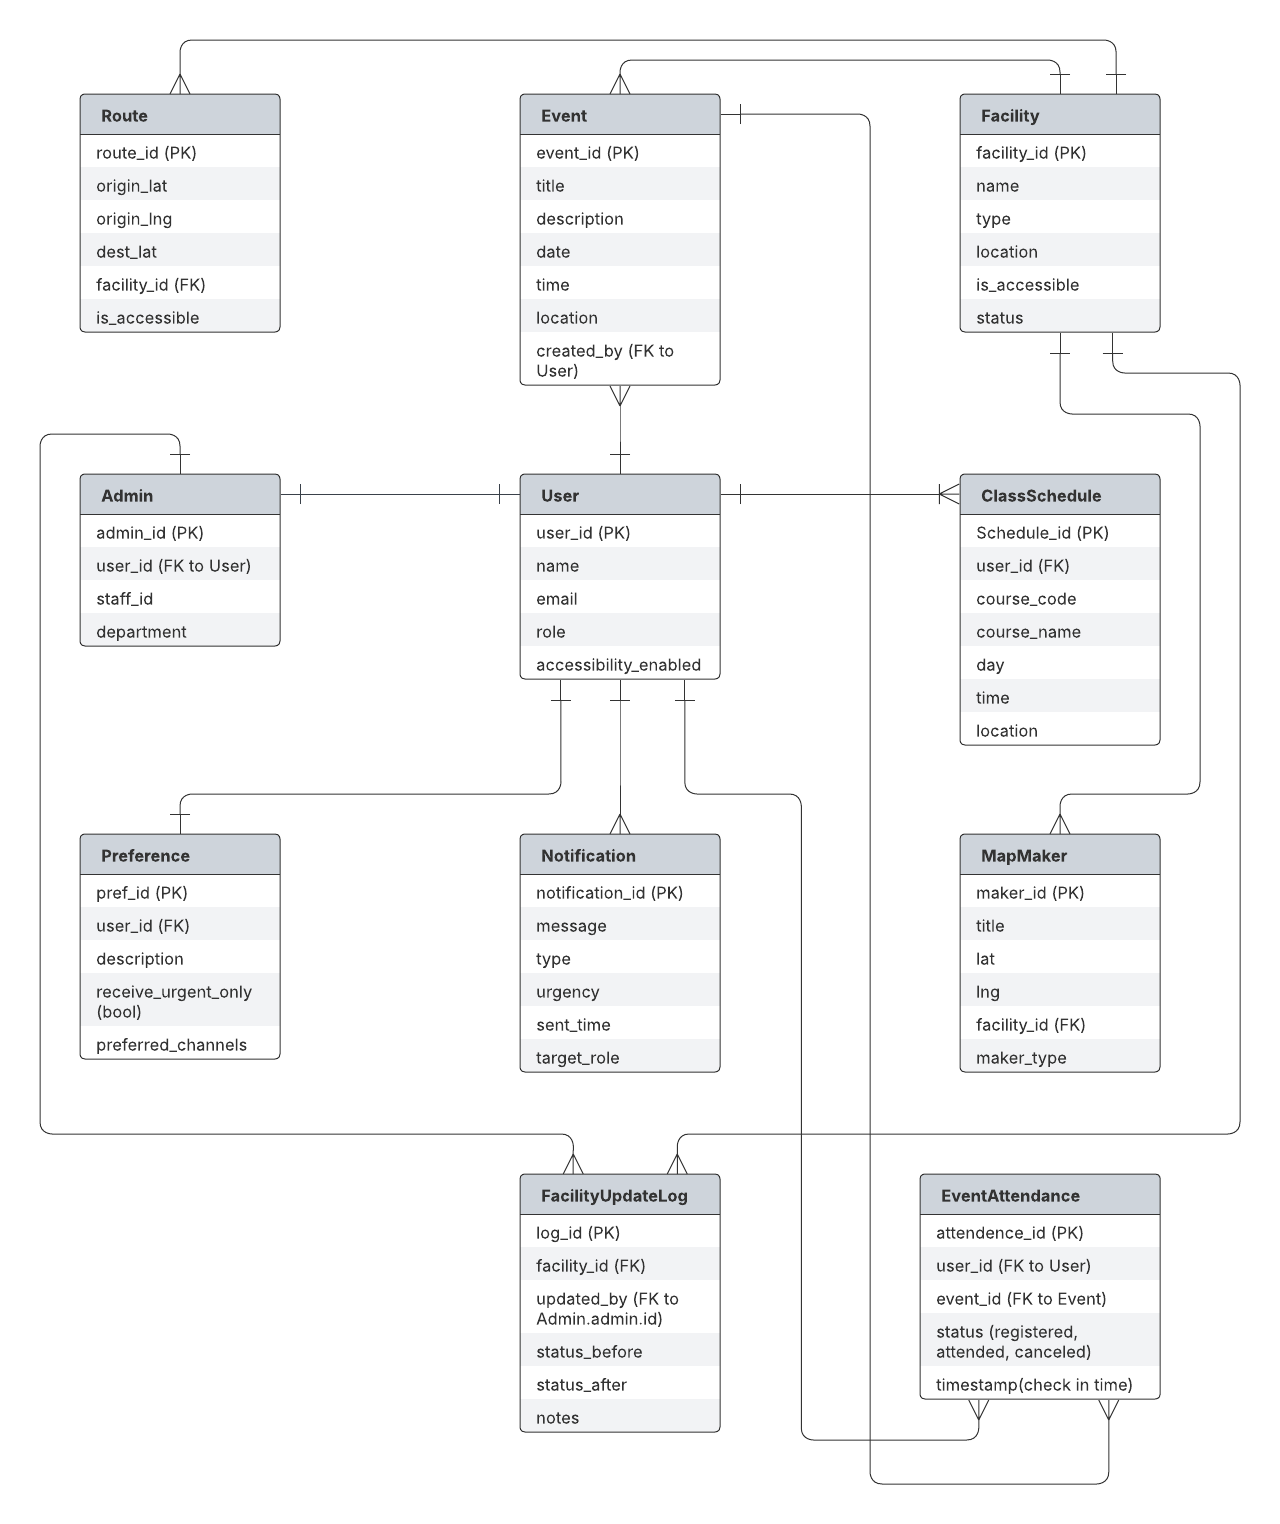 Route
route_id (PK)
origin_lat
origin_lng
dest_lat
facility_id (FK)
is_accessible
Event
event_id (PK)
title
description
date
time
location
created_by (FK to
User)
Facility
facility_id (PK)
name
type
location
is_accessible
status
Admin
admin_id (PK)
user_id (FK to User)
staff_id
department
User
user_id (PK)
name
email
role
accessibility_enabled
ClassSchedule
Schedule_id (PK)
user_id (FK)
course_code
course_name
day
time
location
Preference
pref_id (PK)
user_id (FK)
description
receive_urgent_only
(bool)
preferred_channels
Notification
notification_id (PK)
message
type
urgency
sent_time
target_role
MapMaker
maker_id (PK)
title
lat
lng
facility_id (FK)
maker_type
FacilityUpdateLog
log_id (PK)
facility_id (FK)
updated_by (FK to
Admin.admin.id)
status_before
status_after
notes
EventAttendance
attendence_id (PK)
user_id (FK to User)
event_id (FK to Event)
status (registered,
attended, canceled)
timestamp(check in time)